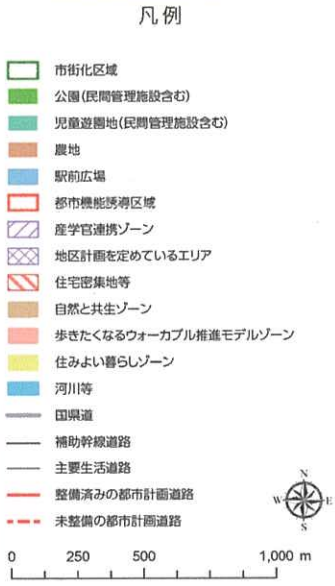 凡例
市街化区域
公園(民間管理施設含む)
児童遊園地(民間管理施設含む)
農地
駅前広場
都市機能誘導区域
産学官連携ゾーン
地区計画を定めているエリア
住宅密集地等
自然と共生ゾーン
歩きたくなるウォーカブル推進モデルゾーン
住みよい暮らしゾーン
河川等
国県道
補助幹線道路
主要生活道路
整備済みの都市計画道路
未整備の都市計画道路
N
W E
S
0 250 500 1,000 m